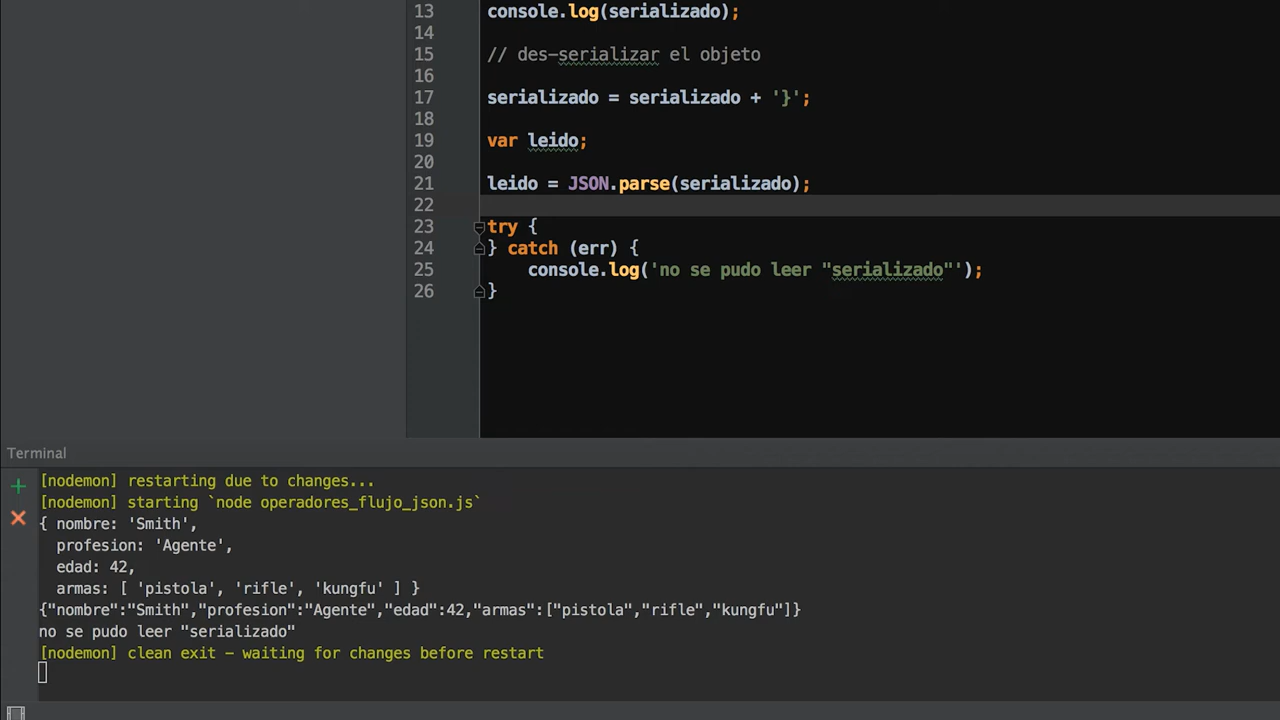 13 console.log(serializado);
14
15 // des-serializar el objeto
16
17 serializado = serializado + '}';
18
19 var leido;
20
21 leido = JSON.parse(serializado);
22
23 try {
24 } catch (err) {
25 console.log('no se pudo leer "serializado"');
26 }
Terminal
[nodemon] restarting due to changes...
[nodemon] starting `node operadores_flujo_json.js`
{ nombre: 'Smith',
profesion: 'Agente',
edad: 42,
armas: [ 'pistola', 'rifle', 'kungfu' ] }
{"nombre":"Smith","profesion":"Agente","edad":42,"armas":["pistola","rifle","kungfu"]}
no se pudo leer "serializado"
[nodemon] clean exit - waiting for changes before restart